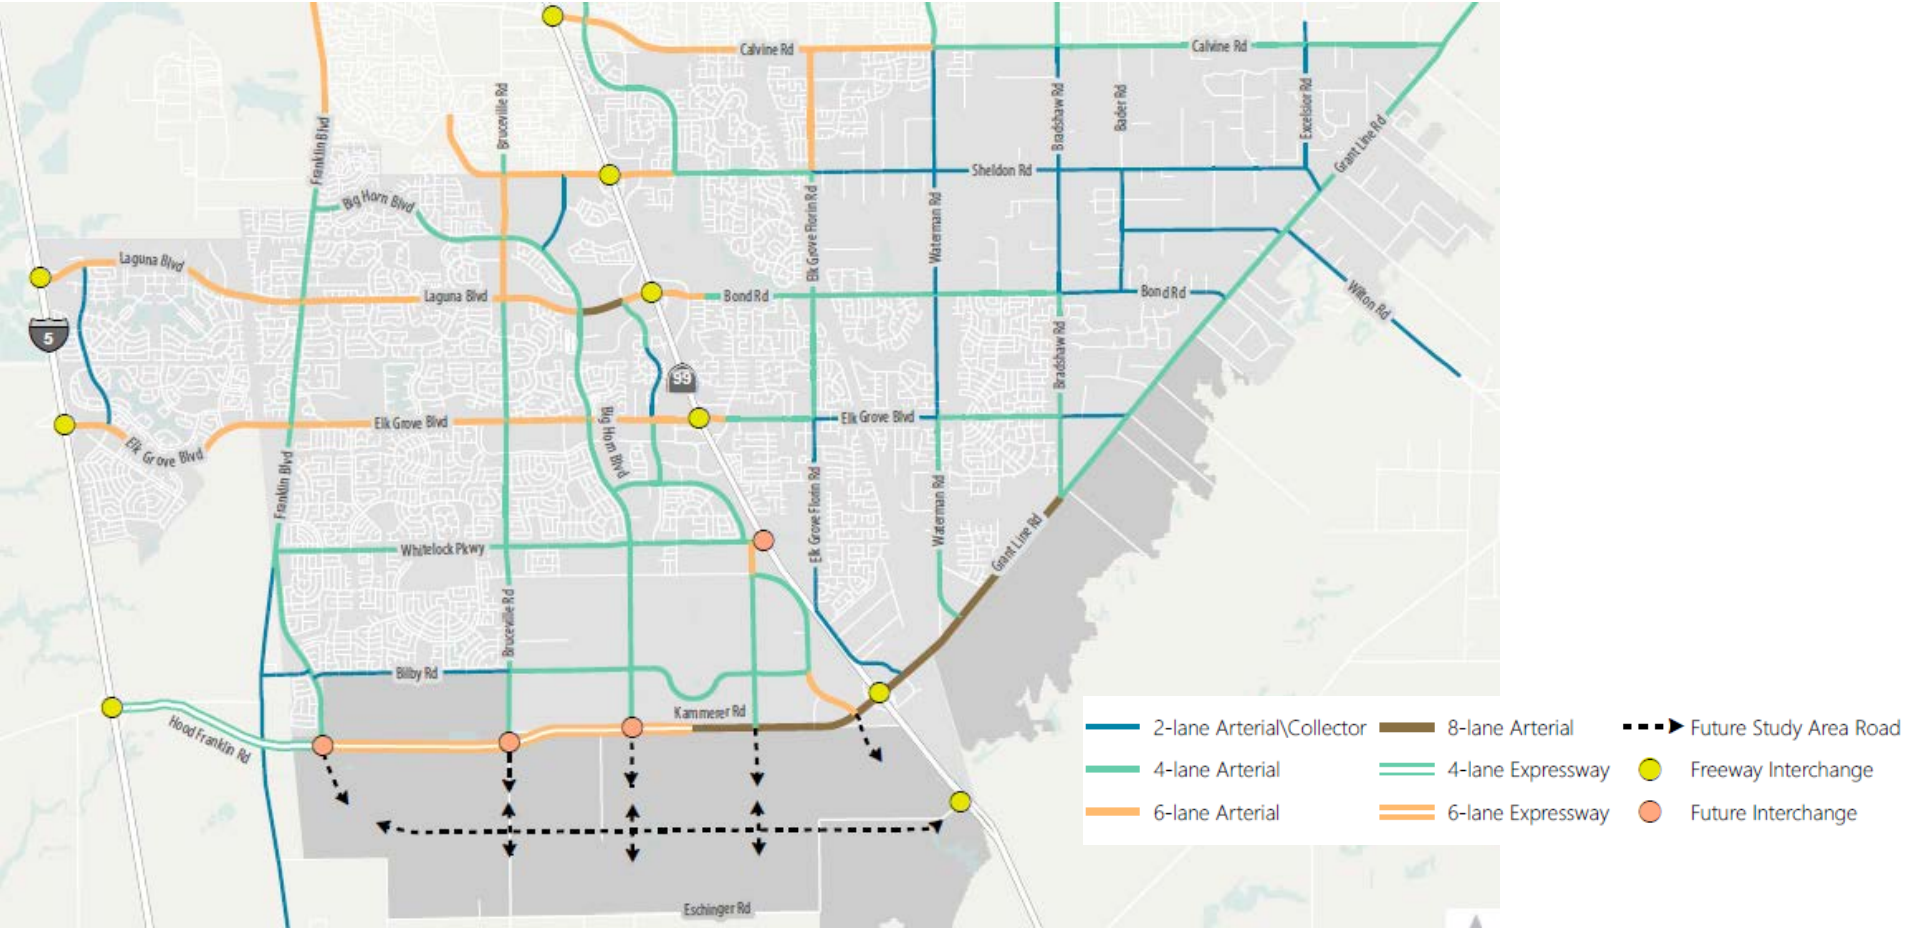 Calvine Rd
Calvine Rd
Bruceville Rd
Bradshaw Rd
Bader Rd
Excelsior Rd
Franklin Blvd
Grant Line Rd
Sheldon Rd
Big Horn Blvd
Elk Grove Florin Rd
Waterman Rd
Laguna Blvd
Laguna Blvd
Bond Rd
Bond Rd
Wilton Rd
5
99
Bradshaw Rd
Elk Grove Blvd
Elk Grove Blvd
Elk Grove Blvd
Big Horn Blvd
Franklin Blvd
Elk Grove Florin Rd
Waterman Rd
Grant Line Rd
Whitelock Pkwy
Bruceville Rd
Bilby Rd
Kammerer Rd
Hood Franklin Rd
Eschinger Rd
2-lane Arterial\Collector
4-lane Arterial
6-lane Arterial
8-lane Arterial
4-lane Expressway
6-lane Expressway
Future Study Area Road
Freeway Interchange
Future Interchange